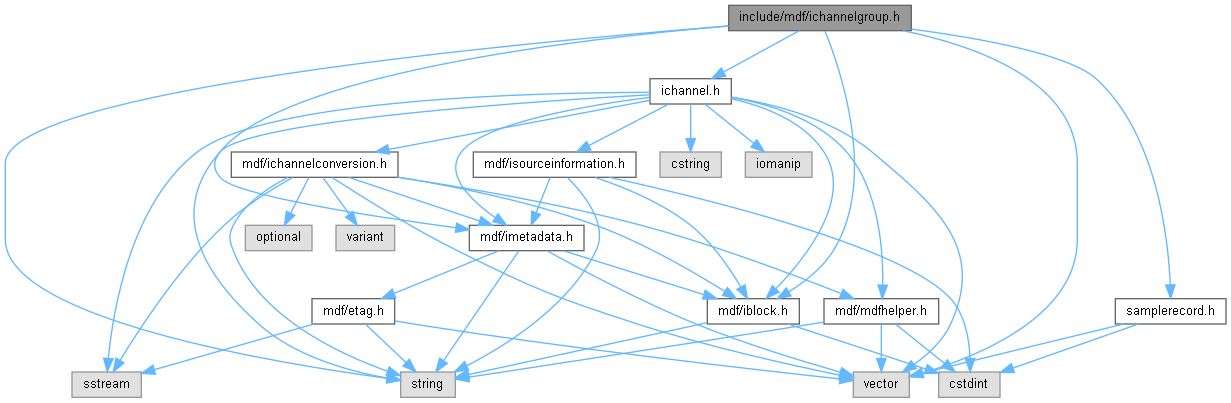 include/mdf/ichannelgroup.h
ichannel.h
mdf/ichannelconversion.h
mdf/isourceinformation.h
cstring
iomanip
optional
variant
mdf/imetadata.h
mdf/etag.h
mdf/iblock.h
mdf/mdfhelper.h
samplerecord.h
sstream
string
vector
cstdint